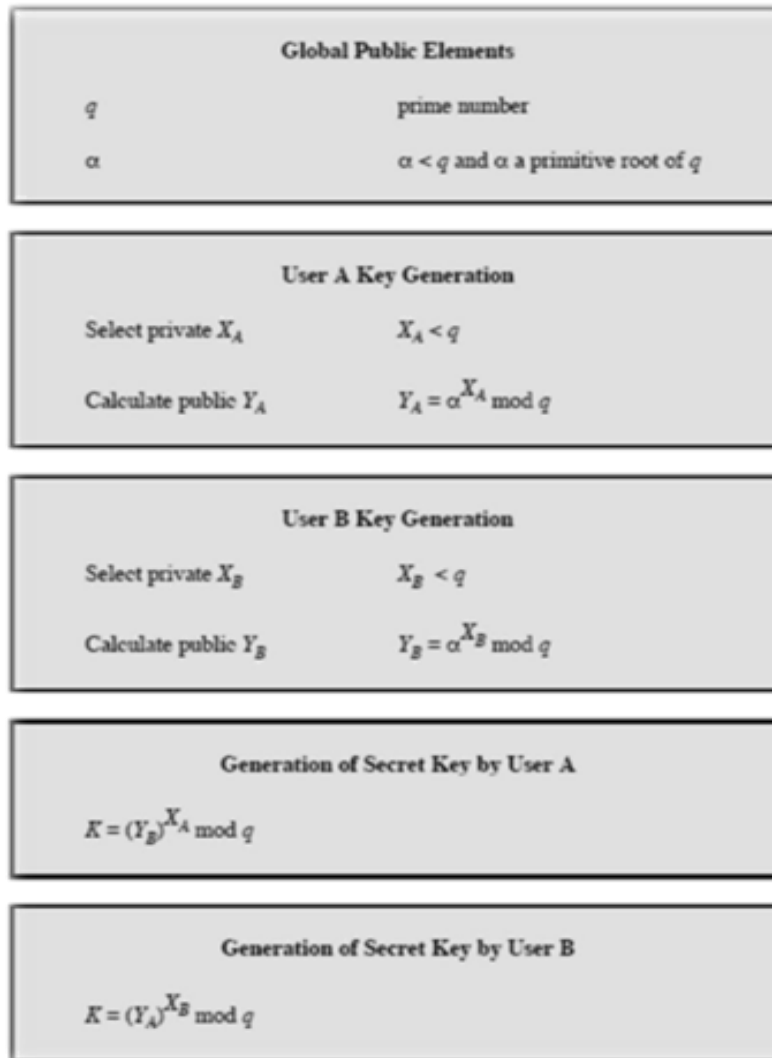 Global Public Elements
q prime number
α α < q and α a primitive root of q
User A Key Generation
Select private X_A X_A < q
Calculate public Y_A Y_A = α^{X_A} mod q
User B Key Generation
Select private X_B X_B < q
Calculate public Y_B Y_B = α^{X_B} mod q
Generation of Secret Key by User A
K = (Y_B)^{X_A} mod q
Generation of Secret Key by User B
K = (Y_A)^{X_B} mod q